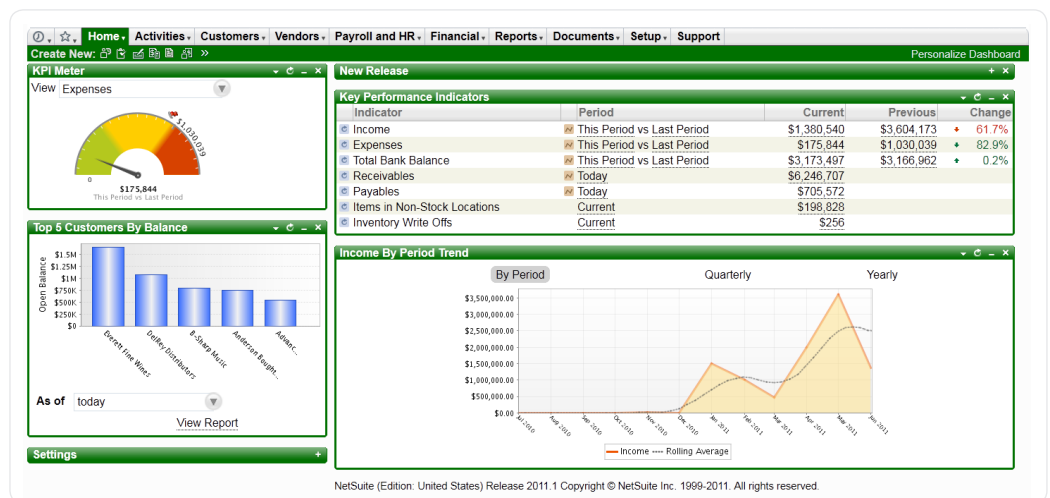 Home Activities Customers Vendors Payroll and HR Financial Reports Documents Setup Support
Create New: » Personalize Dashboard
KPI Meter
View Expenses
$1,030,039
0
$175,844
This Period vs Last Period
Top 5 Customers By Balance
Open Balance
$1.5M
$1.25M
$1M
$750K
$500K
$250K
$0
Everett Fine Wines
DelRey Distributors
B-Sharp Music
Anderson Bought...
Advanc...
As of today
View Report
Settings +
New Release + ×
Key Performance Indicators
Indicator Period Current Previous Change
Income This Period vs Last Period $1,380,540 $3,604,173 61.7%
Expenses This Period vs Last Period $175,844 $1,030,039 82.9%
Total Bank Balance This Period vs Last Period $3,173,497 $3,166,962 0.2%
Receivables Today $6,246,707
Payables Today $705,572
Items in Non-Stock Locations Current $198,828
Inventory Write Offs Current $256
Income By Period Trend
By Period Quarterly Yearly
$3,500,000.00
$3,000,000.00
$2,500,000.00
$2,000,000.00
$1,500,000.00
$1,000,000.00
$500,000.00
$0.00
Jul 2010 Aug 2010 Sep 2010 Oct 2010 Nov 2010 Dec 2010 Jan 2011 Feb 2011 Mar 2011 Apr 2011 May 2011 Jun 2011
Income Rolling Average
NetSuite (Edition: United States) Release 2011.1 Copyright © NetSuite Inc. 1999-2011. All rights reserved.